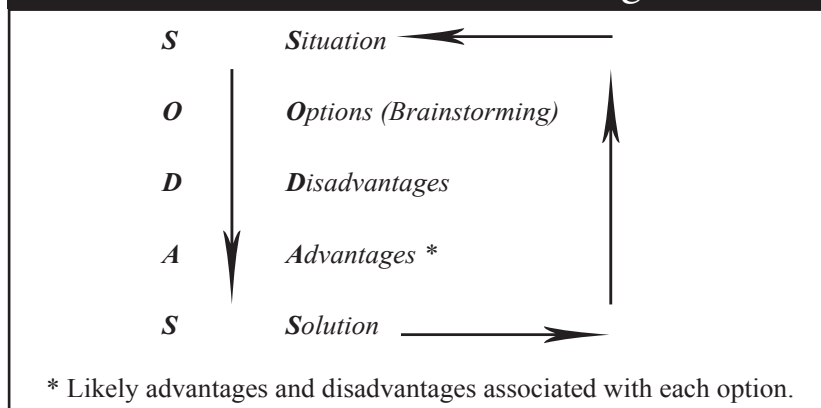 S Situation
O Options (Brainstorming)
D Disadvantages
A Advantages *
S Solution
* Likely advantages and disadvantages associated with each option.